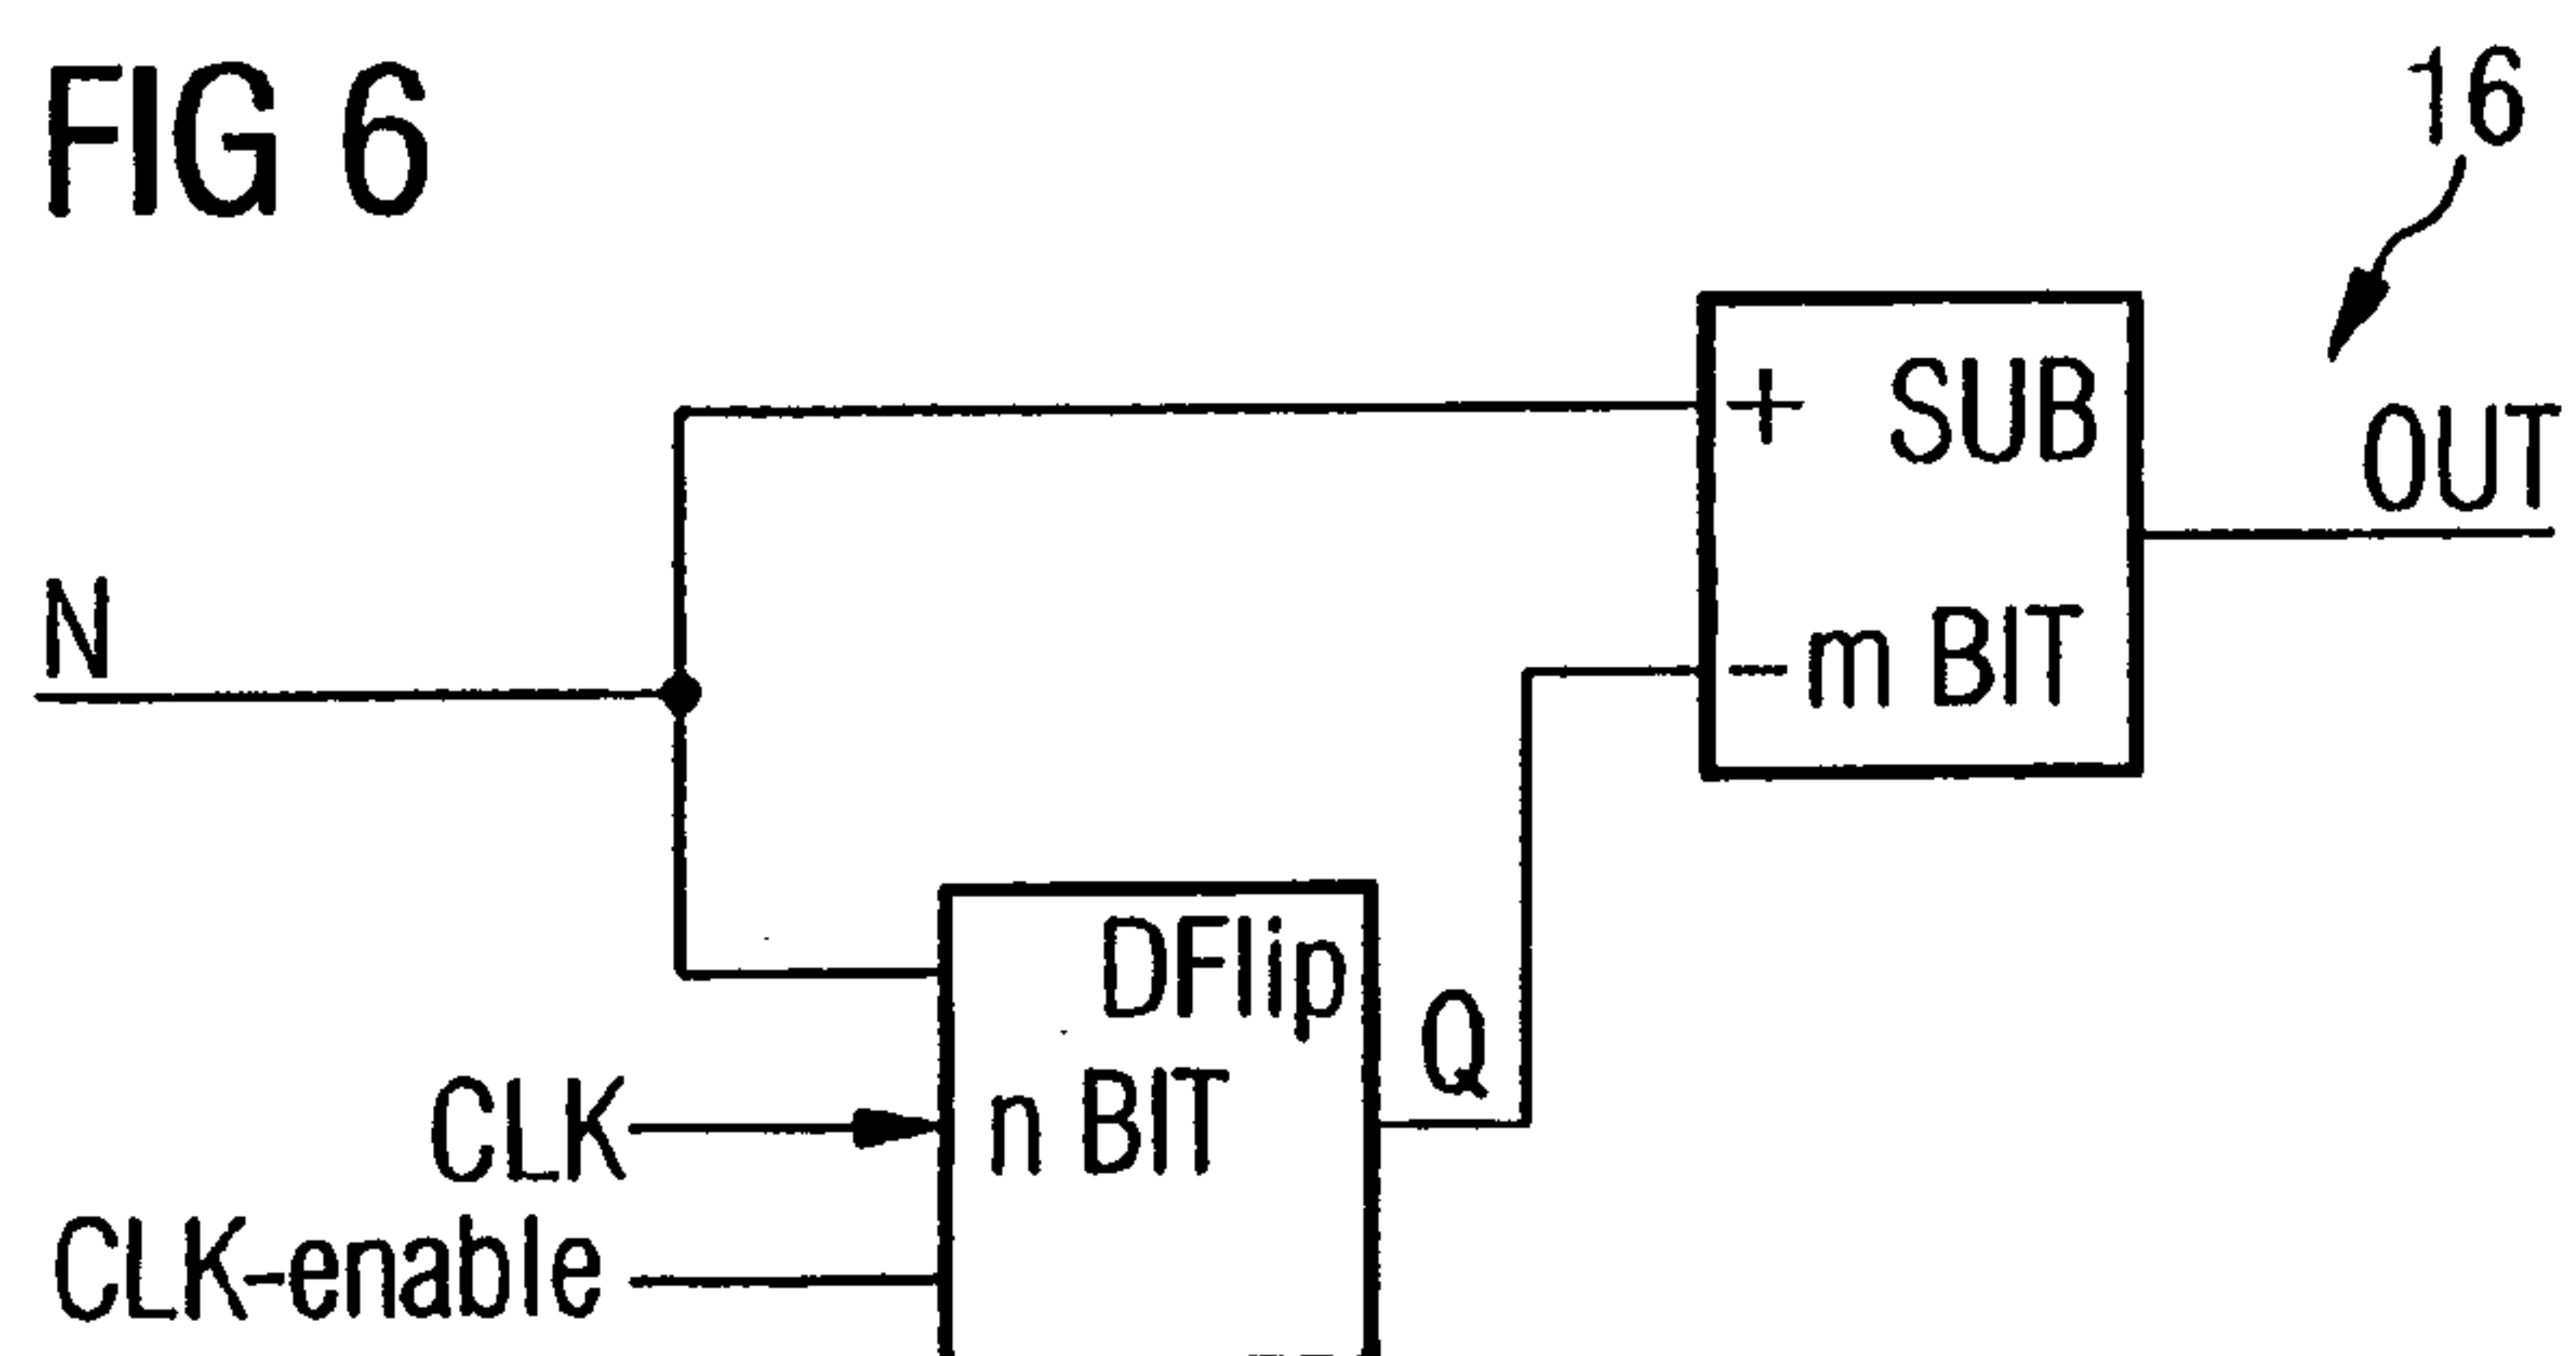 FIG 6
16
+ SUB
OUT
N
- m BIT
DFlip
Q
CLK
n BIT
CLK-enable